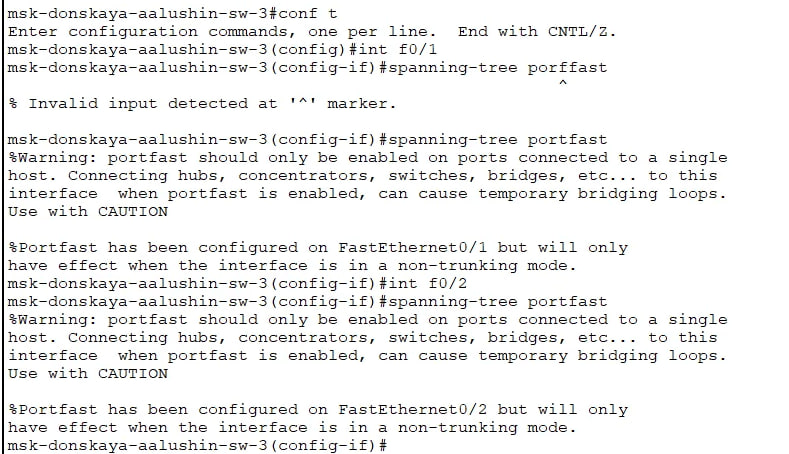 msk-donskaya-aalushin-sw-3#conf t
Enter configuration commands, one per line.  End with CNTL/Z.
msk-donskaya-aalushin-sw-3(config)#int f0/1
msk-donskaya-aalushin-sw-3(config-if)#spanning-tree porffast
^
% Invalid input detected at '^' marker.
msk-donskaya-aalushin-sw-3(config-if)#spanning-tree portfast
%Warning: portfast should only be enabled on ports connected to a single
host. Connecting hubs, concentrators, switches, bridges, etc... to this
interface  when portfast is enabled, can cause temporary bridging loops.
Use with CAUTION
%Portfast has been configured on FastEthernet0/1 but will only
have effect when the interface is in a non-trunking mode.
msk-donskaya-aalushin-sw-3(config-if)#int f0/2
msk-donskaya-aalushin-sw-3(config-if)#spanning-tree portfast
%Warning: portfast should only be enabled on ports connected to a single
host. Connecting hubs, concentrators, switches, bridges, etc... to this
interface  when portfast is enabled, can cause temporary bridging loops.
Use with CAUTION
%Portfast has been configured on FastEthernet0/2 but will only
have effect when the interface is in a non-trunking mode.
msk-donskaya-aalushin-sw-3(config-if)#